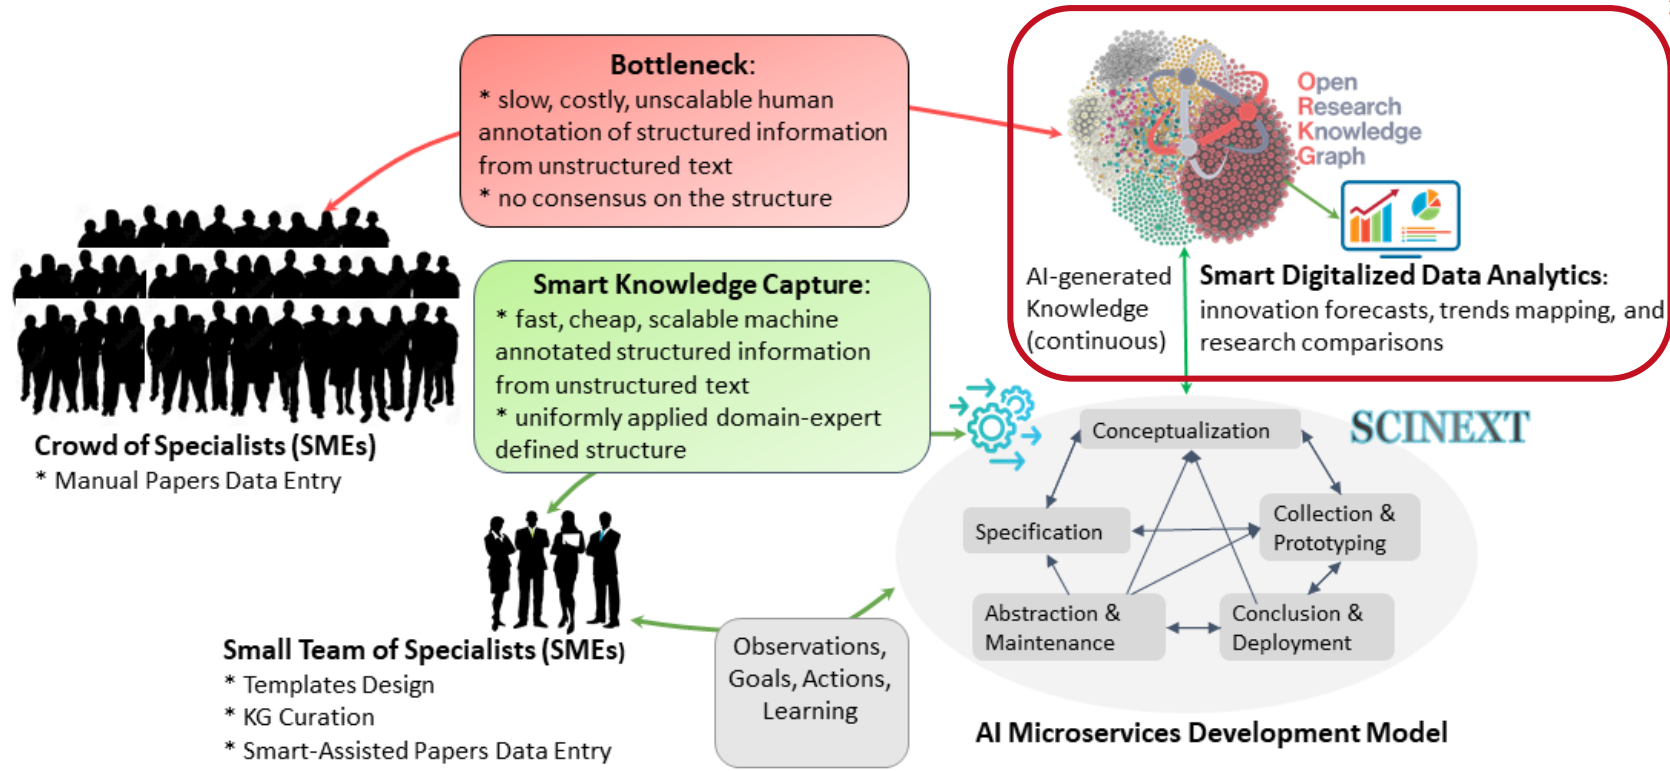 Bottleneck:
* slow, costly, unscalable human
annotation of structured information
from unstructured text
* no consensus on the structure
Open
Research
Knowledge
Graph
Smart Knowledge Capture:
* fast, cheap, scalable machine
annotated structured information
from unstructured text
* uniformly applied domain-expert
defined structure
AI-generated
Knowledge
(continuous)
Smart Digitalized Data Analytics:
innovation forecasts, trends mapping, and
research comparisons
Crowd of Specialists (SMEs)
* Manual Papers Data Entry
SCINEXT
Conceptualization
Specification
Collection &
Prototyping
Abstraction &
Maintenance
Conclusion &
Deployment
Small Team of Specialists (SMEs)
* Templates Design
* KG Curation
* Smart-Assisted Papers Data Entry
Observations,
Goals, Actions,
Learning
AI Microservices Development Model